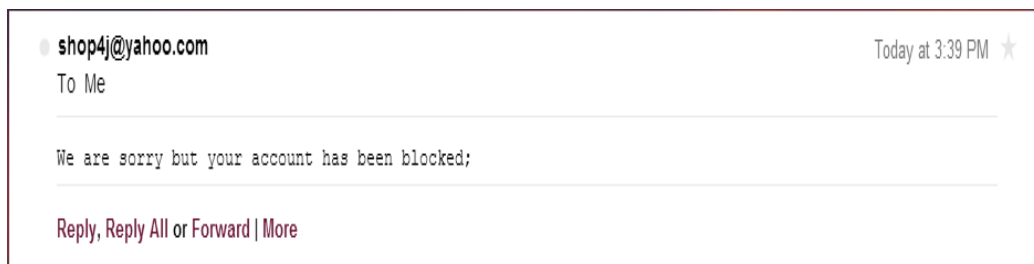 shop4j@yahoo.com
Today at 3:39 PM
To Me
We are sorry but your account has been blocked;
Reply, Reply All or Forward | More